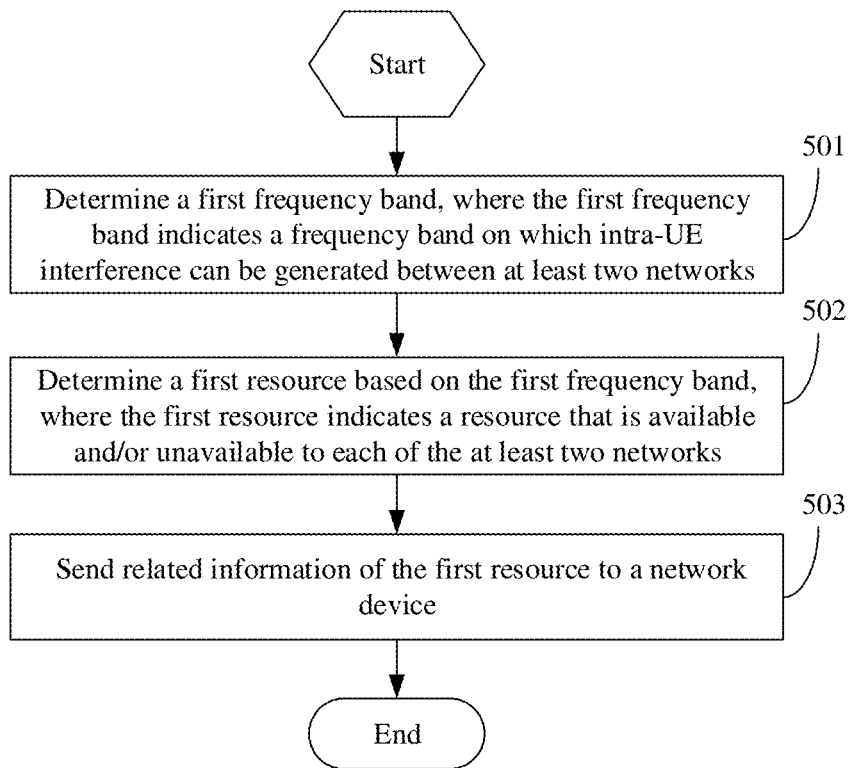 Start
501
Determine a first frequency band, where the first frequency
band indicates a frequency band on which intra-UE
interference can be generated between at least two networks
502
Determine a first resource based on the first frequency band,
where the first resource indicates a resource that is available
and/or unavailable to each of the at least two networks
503
Send related information of the first resource to a network
device
End